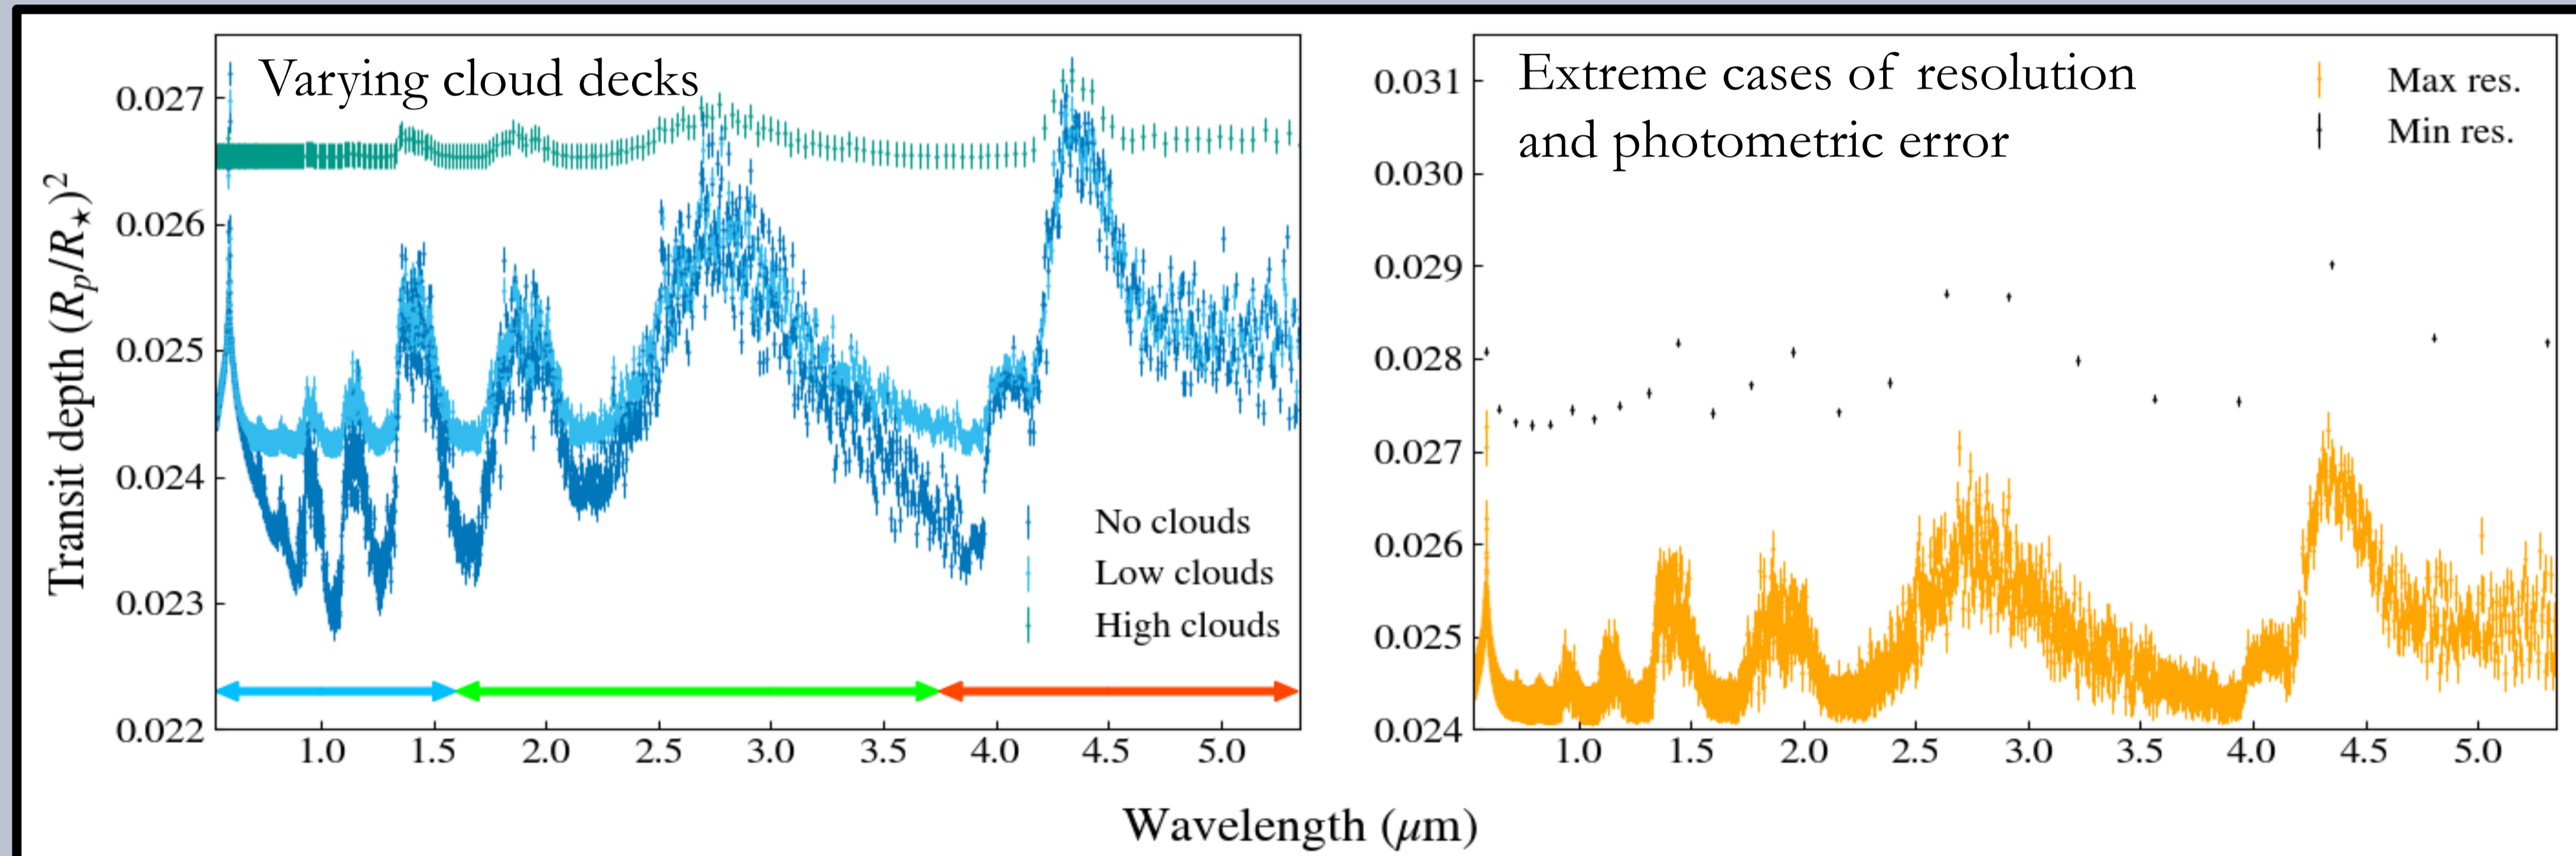 Varying cloud decks
Transit depth (Rₚ/R★)²
0.027
0.026
0.025
0.024
0.023
0.022
No clouds
Low clouds
High clouds
1.0 1.5 2.0 2.5 3.0 3.5 4.0 4.5 5.0
Extreme cases of resolution
and photometric error
Max res.
Min res.
0.031
0.030
0.029
0.028
0.027
0.026
0.025
0.024
1.0 1.5 2.0 2.5 3.0 3.5 4.0 4.5 5.0
Wavelength (μm)